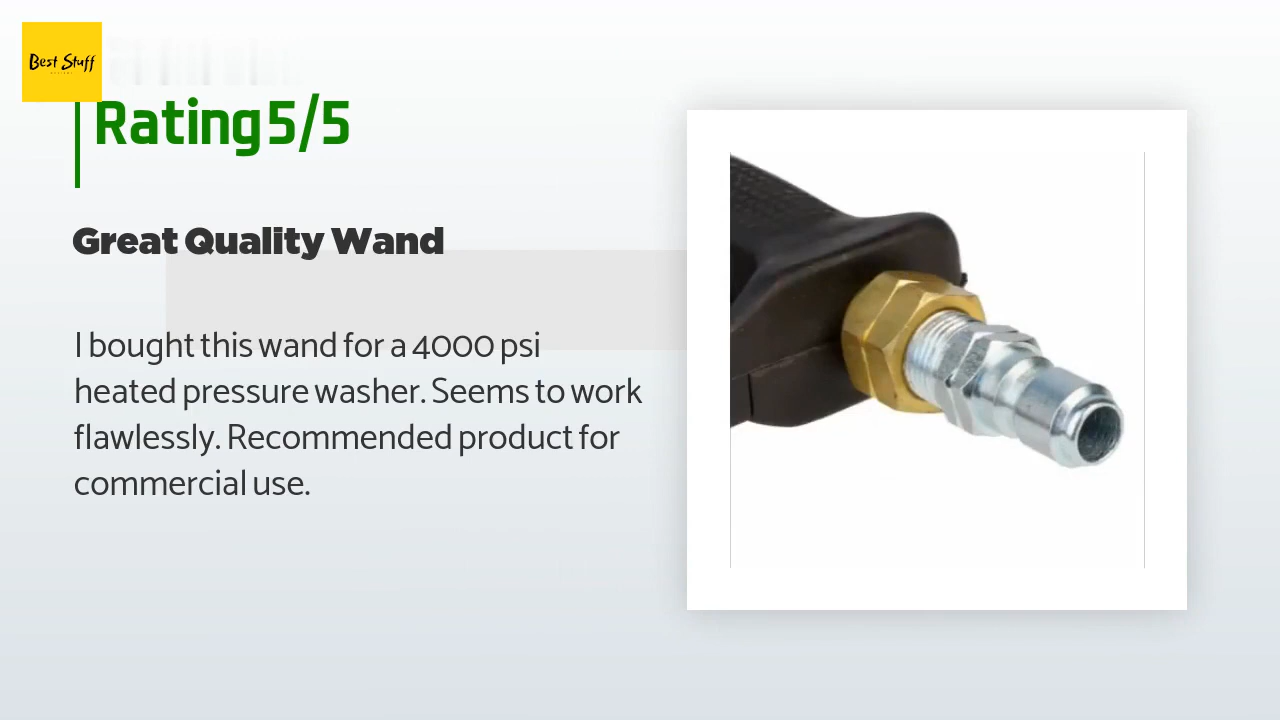 Best Stuff
Rating 5/5
Great Quality Wand
I bought this wand for a 4000 psi
heated pressure washer. Seems to work
flawlessly. Recommended product for
commercial use.